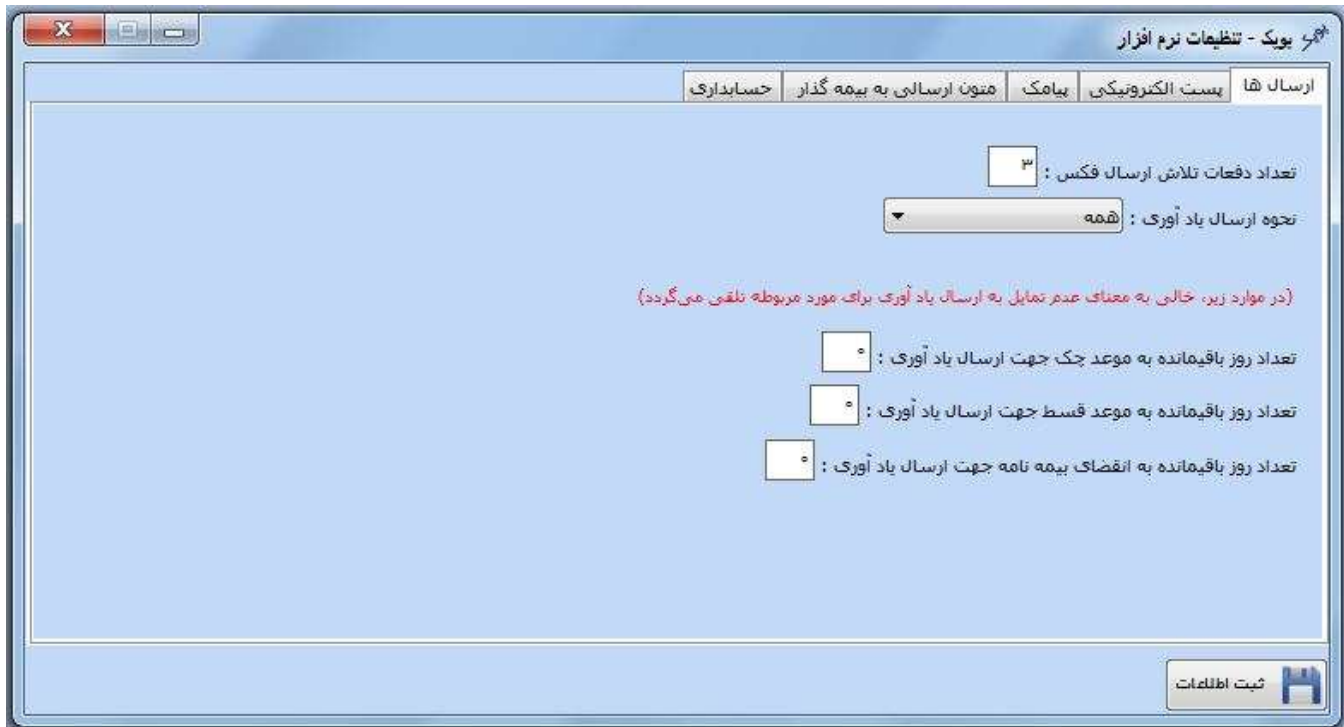 پویک - تنظیمات نرم افزار
ارسال ها پست الکترونیکی پیامک متون ارسالی به بیمه گذار حسابداری
تعداد دفعات تلاش ارسال فکس : ۳
نحوه ارسال یاد آوری : همه
(در موارد زیر، خالی به معنای عدم تمایل به ارسال یاد آوری برای مورد مربوطه تلقی می‌گردد)
تعداد روز باقیمانده به موعد چک جهت ارسال یاد آوری : ۰
تعداد روز باقیمانده به موعد قسط جهت ارسال یاد آوری : ۰
تعداد روز باقیمانده به انقضای بیمه نامه جهت ارسال یاد آوری : ۰
ثبت اطلاعات